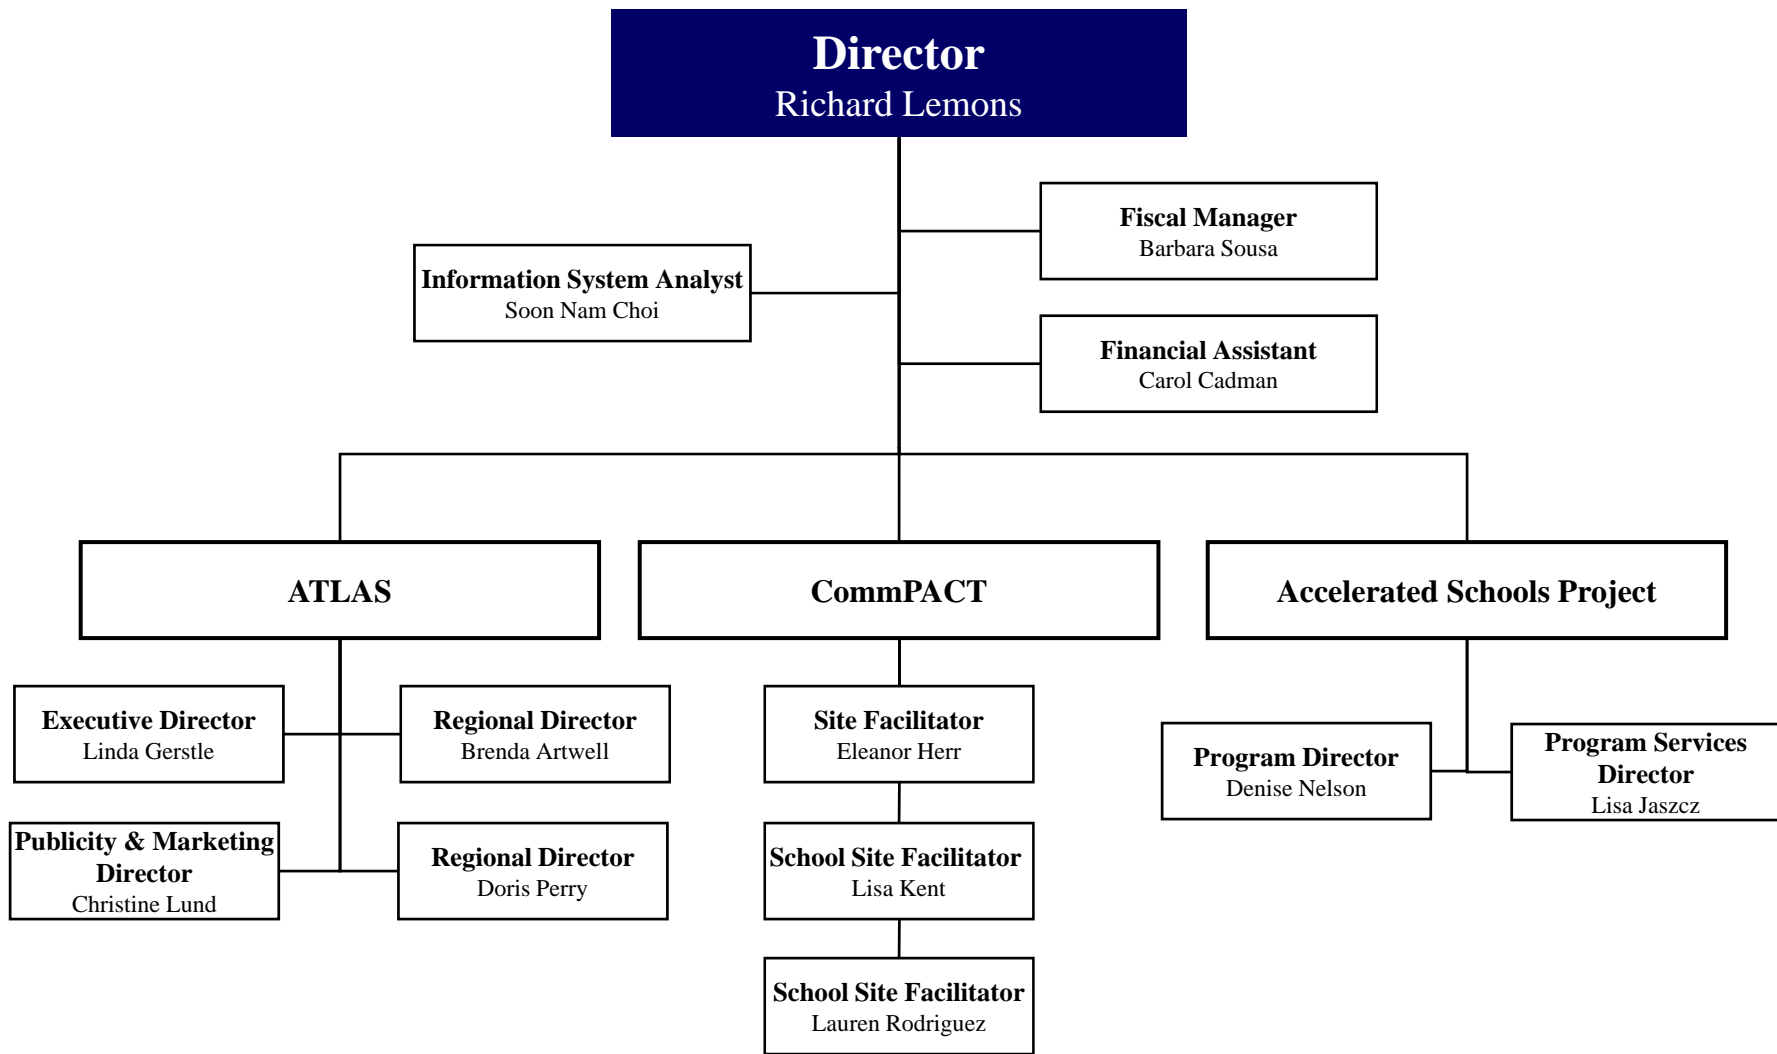 Director
Richard Lemons
Fiscal Manager
Barbara Sousa
Information System Analyst
Soon Nam Choi
Financial Assistant
Carol Cadman
ATLAS
CommPACT
Accelerated Schools Project
Executive Director
Linda Gerstle
Regional Director
Brenda Artwell
Publicity & Marketing
Director
Christine Lund
Regional Director
Doris Perry
Site Facilitator
Eleanor Herr
School Site Facilitator
Lisa Kent
School Site Facilitator
Lauren Rodriguez
Program Director
Denise Nelson
Program Services
Director
Lisa Jaszcz